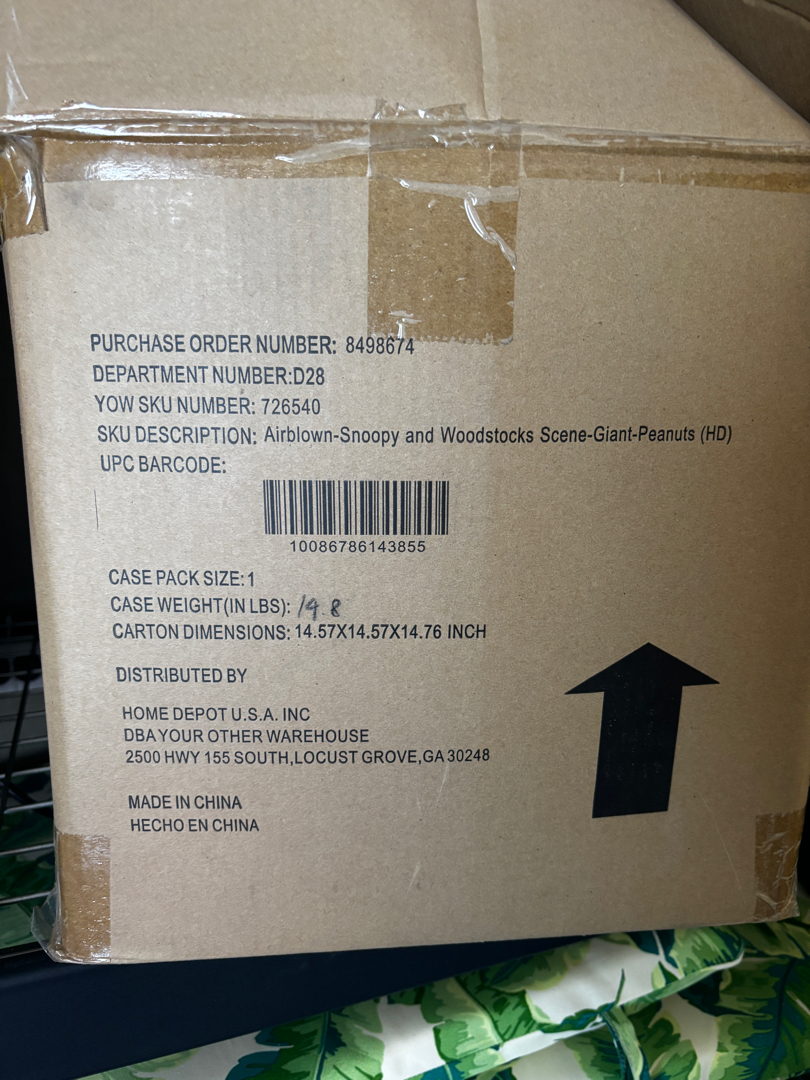 PURCHASE ORDER NUMBER: 8498674
DEPARTMENT NUMBER:D28
YOW SKU NUMBER: 726540
SKU DESCRIPTION: Airblown-Snoopy and Woodstocks Scene-Giant-Peanuts (HD)
UPC BARCODE:
10086786143855
CASE PACK SIZE:1
CASE WEIGHT(IN LBS): 19.8
CARTON DIMENSIONS: 14.57X14.57X14.76 INCH
DISTRIBUTED BY
HOME DEPOT U.S.A. INC
DBA YOUR OTHER WAREHOUSE
2500 HWY 155 SOUTH,LOCUST GROVE,GA 30248
MADE IN CHINA
HECHO EN CHINA